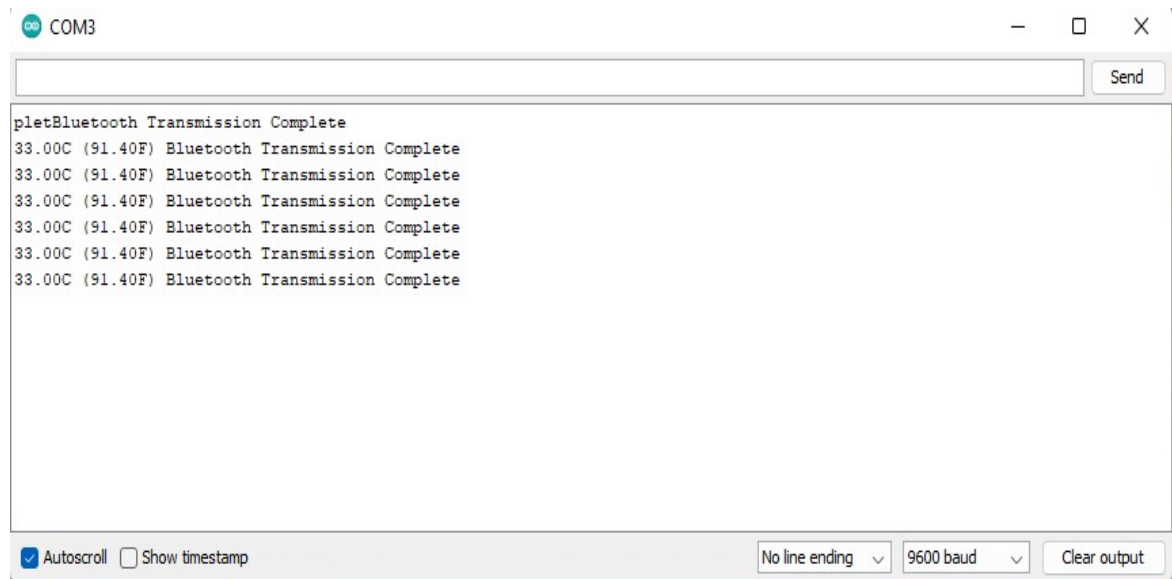 COM3
Send
pletBluetooth Transmission Complete
33.00C (91.40F) Bluetooth Transmission Complete
33.00C (91.40F) Bluetooth Transmission Complete
33.00C (91.40F) Bluetooth Transmission Complete
33.00C (91.40F) Bluetooth Transmission Complete
33.00C (91.40F) Bluetooth Transmission Complete
33.00C (91.40F) Bluetooth Transmission Complete
Autoscroll Show timestamp No line ending 9600 baud Clear output